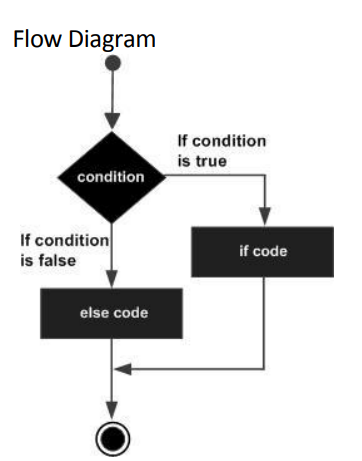 Flow Diagram
If condition
is true
condition
If condition
is false
if code
else code